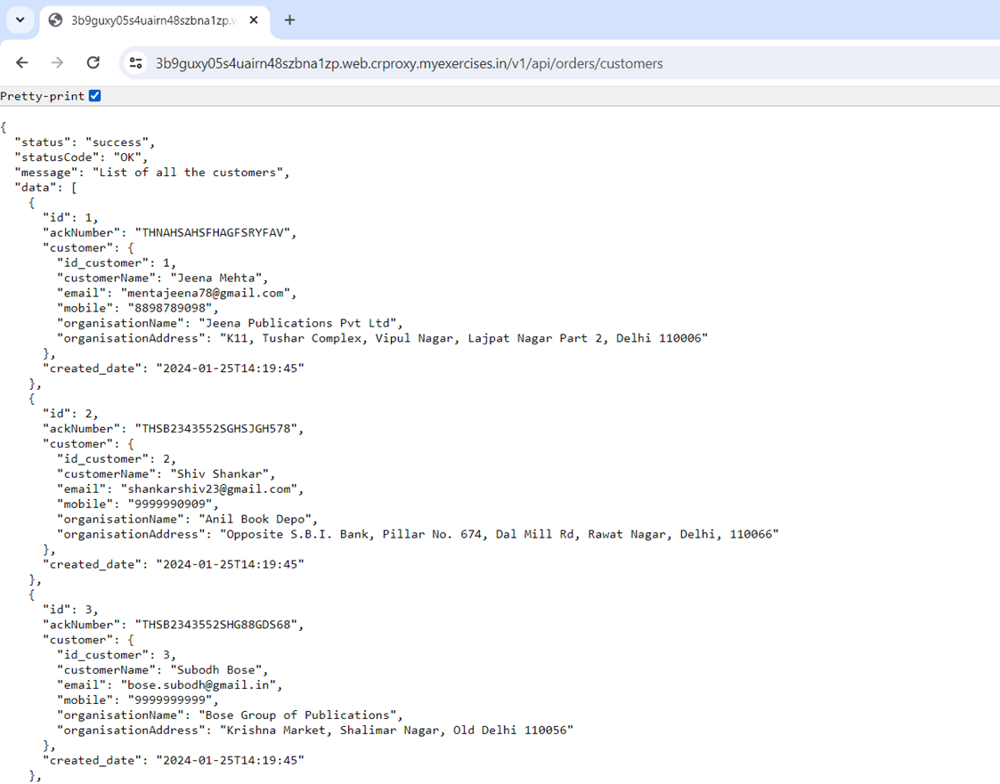 3b9guxy05s4uairn48szbna1zp.w
3b9guxy05s4uairn48szbna1zp.web.crproxy.myexercises.in/v1/api/orders/customers
Pretty-print
{
  "status": "success",
  "statusCode": "OK",
  "message": "List of all the customers",
  "data": [
    {
      "id": 1,
      "ackNumber": "THNAHSAHSFHAGFSRYFAV",
      "customer": {
        "id_customer": 1,
        "customerName": "Jeena Mehta",
        "email": "mentajeena78@gmail.com",
        "mobile": "8898789098",
        "organisationName": "Jeena Publications Pvt Ltd",
        "organisationAddress": "K11, Tushar Complex, Vipul Nagar, Lajpat Nagar Part 2, Delhi 110006"
      },
      "created_date": "2024-01-25T14:19:45"
    },
    {
      "id": 2,
      "ackNumber": "THSB2343552SGHSJGH578",
      "customer": {
        "id_customer": 2,
        "customerName": "Shiv Shankar",
        "email": "shankarshiv23@gmail.com",
        "mobile": "9999990909",
        "organisationName": "Anil Book Depo",
        "organisationAddress": "Opposite S.B.I. Bank, Pillar No. 674, Dal Mill Rd, Rawat Nagar, Delhi, 110066"
      },
      "created_date": "2024-01-25T14:19:45"
    },
    {
      "id": 3,
      "ackNumber": "THSB2343552SHG88GDS68",
      "customer": {
        "id_customer": 3,
        "customerName": "Subodh Bose",
        "email": "bose.subodh@gmail.in",
        "mobile": "9999999999",
        "organisationName": "Bose Group of Publications",
        "organisationAddress": "Krishna Market, Shalimar Nagar, Old Delhi 110056"
      },
      "created_date": "2024-01-25T14:19:45"
    },